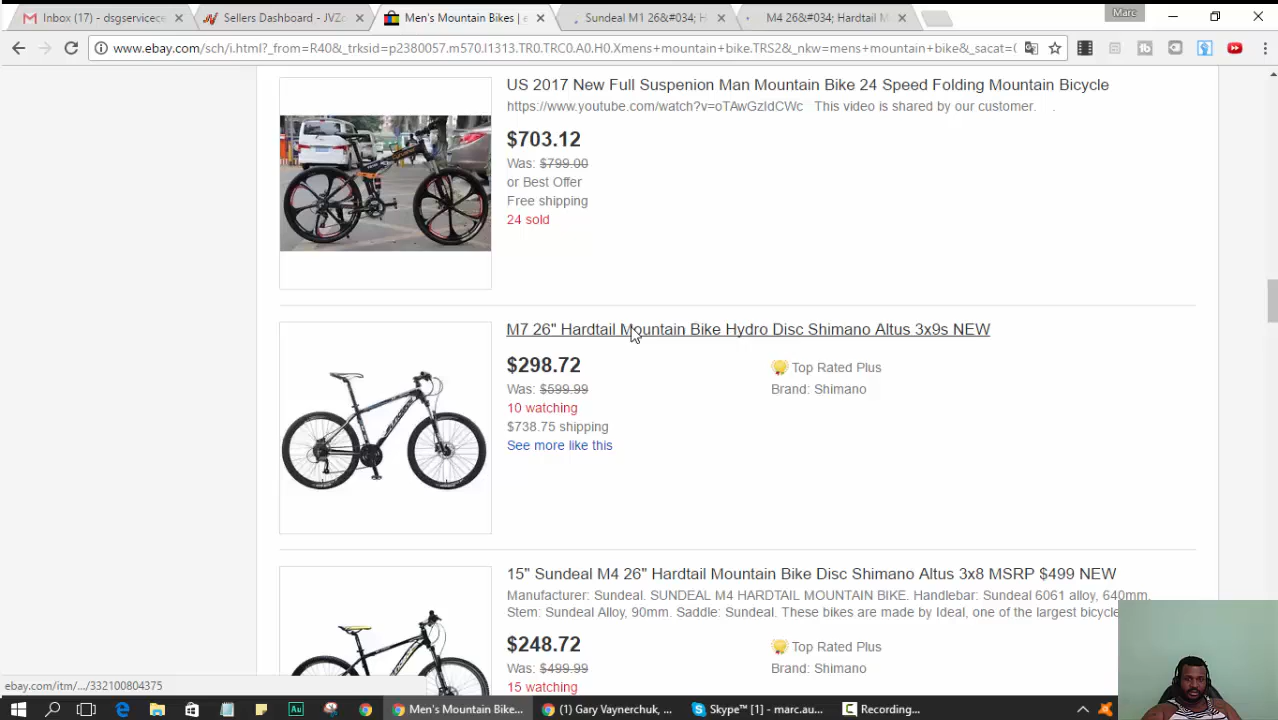 Marc
Inbox (17) - dsgservicece
Sellers Dashboard - JVZo
Men's Mountain Bikes | e
Sundeal M1 26&#034; H
M4 26&#034; Hardtail M
https://www.ebay.com/sch/i.html?_from=R40&_trksid=p2380057.m570.l1313.TR0.TRC0.A0.H0.Xmens+mountain+bike.TRS2&_nkw=mens+mountain+bike&_sacat=0
US 2017 New Full Suspenion Man Mountain Bike 24 Speed Folding Mountain Bicycle
https://www.youtube.com/watch?v=oTAwGzIdCWc This video is shared by our customer. .
$703.12
Was: $799.00
or Best Offer
Free shipping
24 sold
M7 26" Hardtail Mountain Bike Hydro Disc Shimano Altus 3x9s NEW
$298.72
Top Rated Plus
Was: $599.99
Brand: Shimano
10 watching
$738.75 shipping
See more like this
15" Sundeal M4 26" Hardtail Mountain Bike Disc Shimano Altus 3x8 MSRP $499 NEW
Manufacturer: Sundeal. SUNDEAL M4 HARDTAIL MOUNTAIN BIKE. Handlebar: Sundeal 6061 alloy, 640mm.
Stem: Sundeal Alloy, 90mm. Saddle: Sundeal. These bikes are made by Ideal, one of the largest bicycle
$248.72
Top Rated Plus
Was: $499.99
Brand: Shimano
15 watching
ebay.com/itm/.../332100804375
Men's Mountain Bike...
(1) Gary Vaynerchuk, ...
Skype™ [1] - marc.au...
Recording...